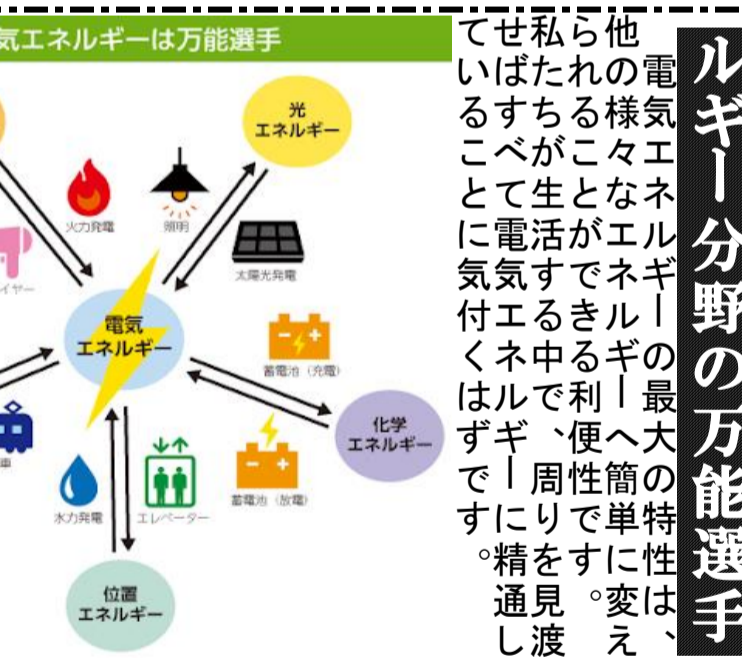 ルギー分野の万能選手
電気エネルギーの最大の特性は、
他の様々なエネルギーへ簡単に変え
られることができる利便性です。
私たちが生活する中で、周りを見渡
せばすべて電気エネルギーに精通し
ていることに気付くはずです。
気エネルギーは万能選手
光
エネルギー
火力発電
照明
太陽光発電
イヤー
電気
エネルギー
蓄電池（充電）
化学
エネルギー
車
水力発電
エレベーター
蓄電池（放電）
位置
エネルギー